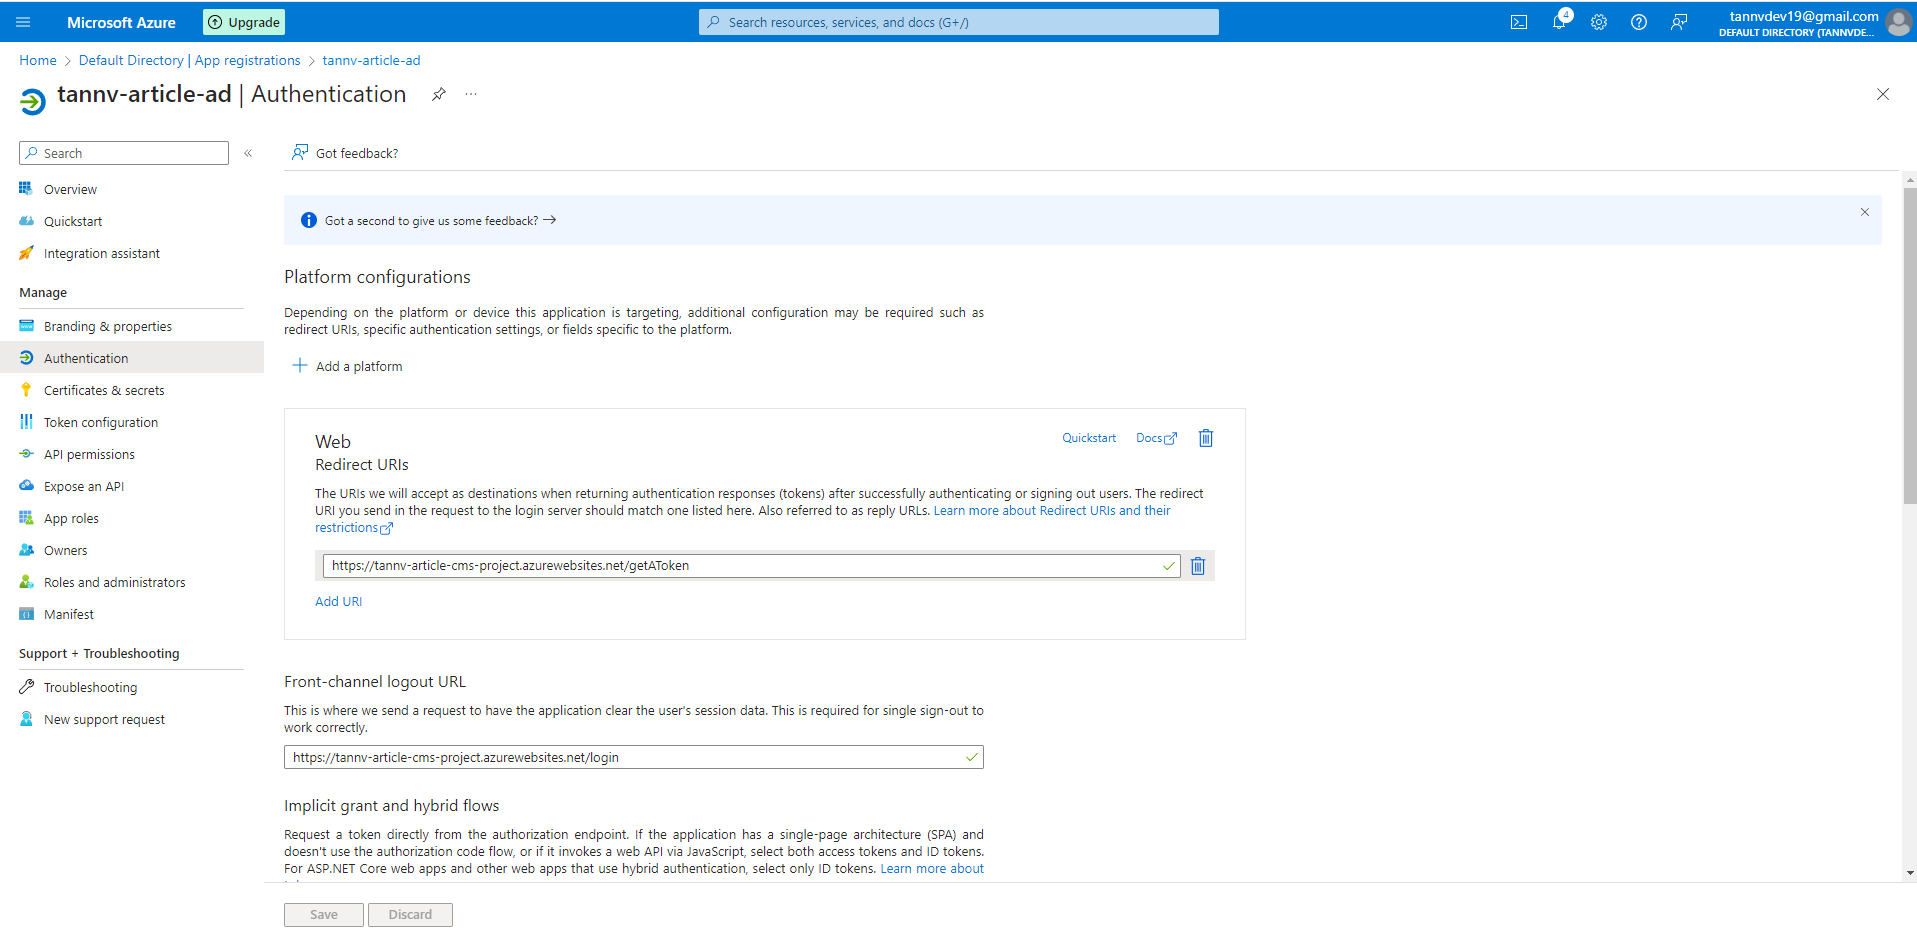 Microsoft Azure
Upgrade
Search resources, services, and docs (G+/)
4
tannvdev19@gmail.com
DEFAULT DIRECTORY (TANNVDE...
Home > Default Directory | App registrations > tannv-article-ad
tannv-article-ad | Authentication
...
Search
«
Got feedback?
Overview
Quickstart
Integration assistant
Manage
Branding & properties
Authentication
Certificates & secrets
Token configuration
API permissions
Expose an API
App roles
Owners
Roles and administrators
Manifest
Support + Troubleshooting
Troubleshooting
New support request
Got a second to give us some feedback? →
Platform configurations
Depending on the platform or device this application is targeting, additional configuration may be required such as
redirect URIs, specific authentication settings, or fields specific to the platform.
+ Add a platform
Web
Quickstart
Docs
Redirect URIs
The URIs we will accept as destinations when returning authentication responses (tokens) after successfully authenticating or signing out users. The redirect
URI you send in the request to the login server should match one listed here. Also referred to as reply URLs. Learn more about Redirect URIs and their
restrictions
https://tannv-article-cms-project.azurewebsites.net/getAToken
Add URI
Front-channel logout URL
This is where we send a request to have the application clear the user's session data. This is required for single sign-out to
work correctly.
https://tannv-article-cms-project.azurewebsites.net/login
Implicit grant and hybrid flows
Request a token directly from the authorization endpoint. If the application has a single-page architecture (SPA) and
doesn't use the authorization code flow, or if it invokes a web API via JavaScript, select both access tokens and ID tokens.
For ASP.NET Core web apps and other web apps that use hybrid authentication, select only ID tokens. Learn more about
Save
Discard